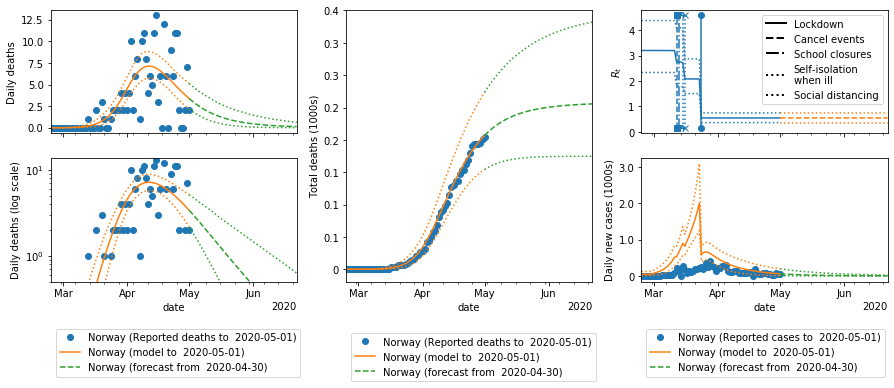 Daily deaths
12.5
10.0
7.5
5.0
2.5
0.0
Daily deaths (log scale)
10¹
10⁰
Mar
Apr
May
Jun
date
2020
Norway (Reported deaths to 2020-05-01)
Norway (model to 2020-05-01)
Norway (forecast from 2020-04-30)
Total deaths (1000s)
0.4
0.3
0.3
0.2
0.2
0.1
0.1
0.1
0
Mar
Apr
May
Jun
date
2020
Norway (Reported deaths to 2020-05-01)
Norway (model to 2020-05-01)
Norway (forecast from 2020-04-30)
Rₜ
4
3
2
1
0
Lockdown
Cancel events
School closures
Self-isolation
when ill
Social distancing
Daily new cases (1000s)
3.0
2.0
1.0
0
Mar
Apr
May
Jun
date
2020
Norway (Reported cases to 2020-05-01)
Norway (model to 2020-05-01)
Norway (forecast from 2020-04-30)